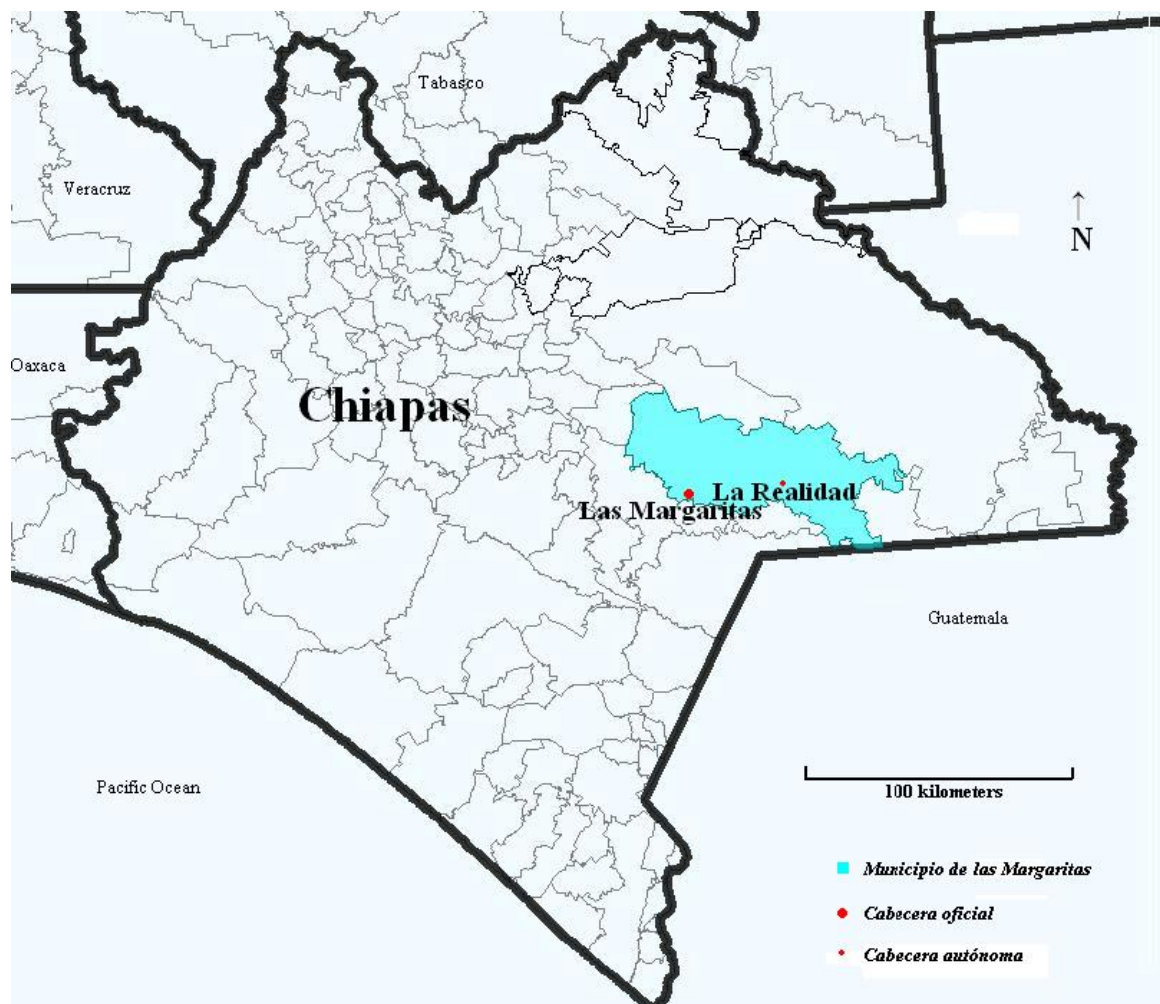 Tabasco
Veracruz
↑
N
Oaxaca
Chiapas
La Realidad
Las Margaritas
Guatemala
Pacific Ocean
100 kilometers
Municipio de las Margaritas
Cabecera oficial
Cabecera autónoma